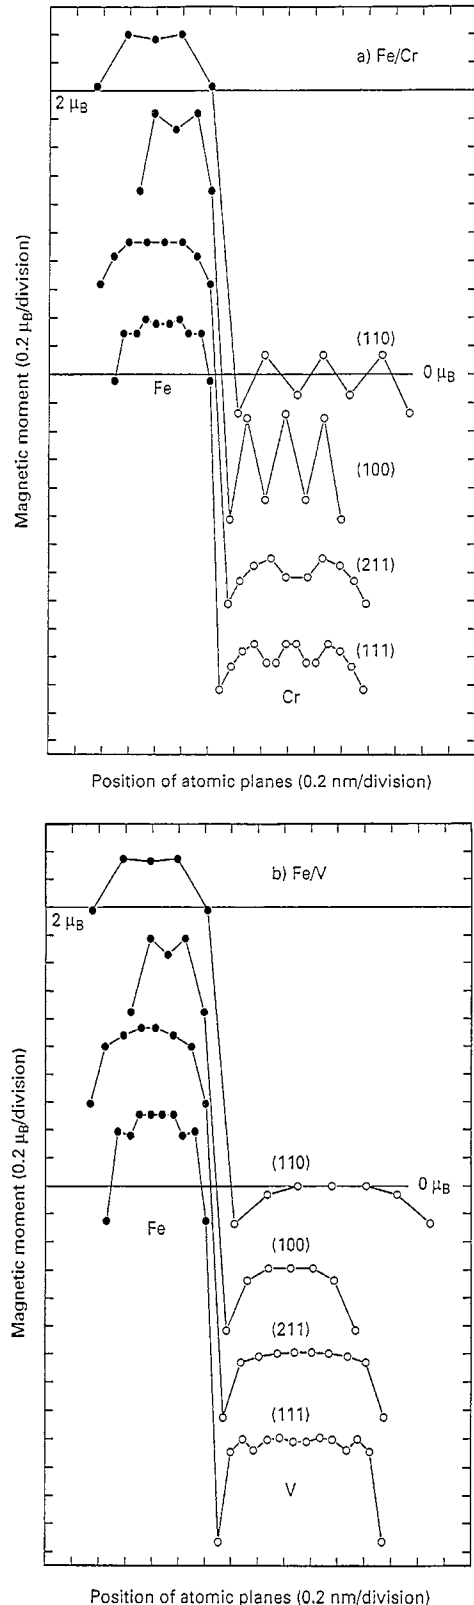 a) Fe/Cr
2 μB
(110)
0 μB
Fe
(100)
(211)
(111)
Cr
Magnetic moment (0.2 μB/division)
Position of atomic planes (0.2 nm/division)
b) Fe/V
2 μB
(110)
0 μB
Fe
(100)
(211)
(111)
V
Magnetic moment (0.2 μB/division)
Position of atomic planes (0.2 nm/division)